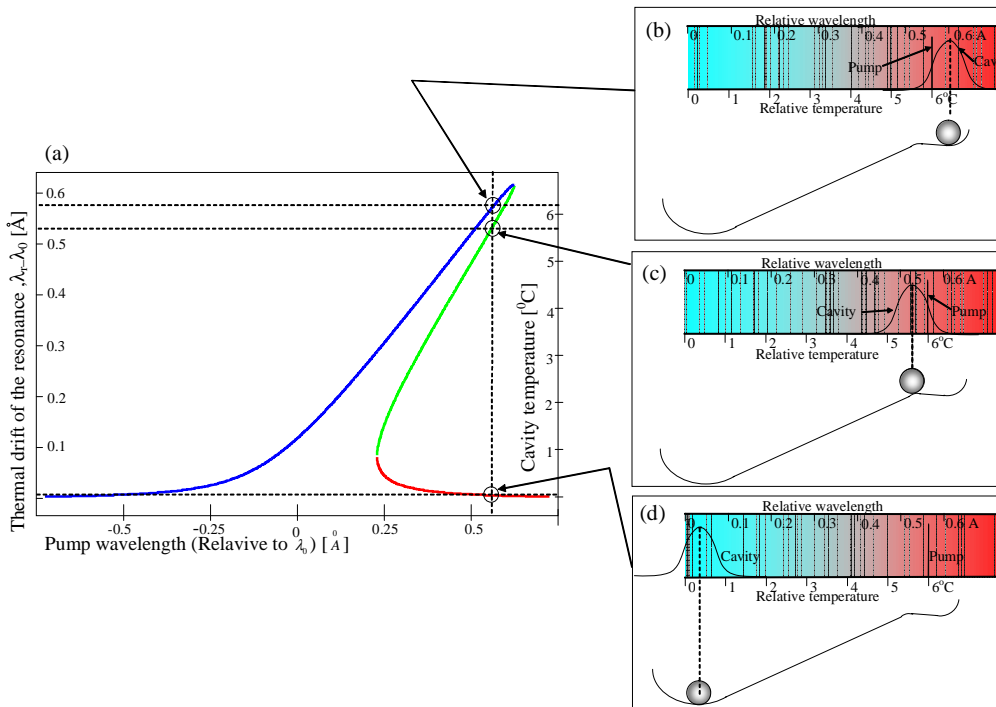 (a)
Thermal drift of the resonance ,λr-λ0 [Å]
0.6
0.5
0.4
0.3
0.2
0.1
-0.5
-0.25
0
0.25
0.5
Pump wavelength (Relavive to λ0) [Å]
Cavity temperature [0C]
6
5
4
3
2
1
(b)
Relative wavelength
0 0.1 0.2 0.3 0.4 0.5 0.6 A
Pump
Cavi
0 1 2 3 4 5 6oC
Relative temperature
(c)
Relative wavelength
0 0.1 0.2 0.3 0.4 0.5 0.6 A
Cavity
Pump
0 1 2 3 4 5 6oC
Relative temperature
(d)
Relative wavelength
0 0.1 0.2 0.3 0.4 0.5 0.6 A
Cavity
Pump
0 1 2 3 4 5 6oC
Relative temperature